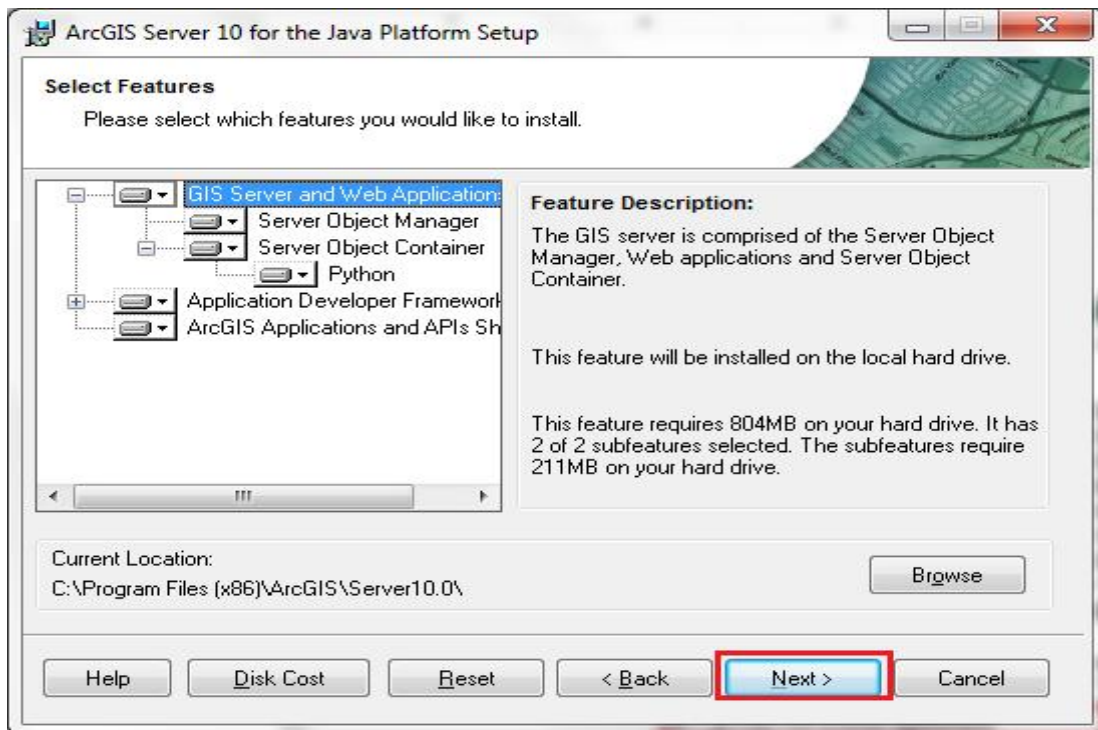 ArcGIS Server 10 for the Java Platform Setup
Select Features
Please select which features you would like to install.
GIS Server and Web Application
Server Object Manager
Server Object Container
Python
Application Developer Framework
ArcGIS Applications and APIs Sh
Feature Description:
The GIS server is comprised of the Server Object
Manager, Web applications and Server Object
Container.
This feature will be installed on the local hard drive.
This feature requires 804MB on your hard drive. It has
2 of 2 subfeatures selected. The subfeatures require
211MB on your hard drive.
Current Location:
C:\Program Files (x86)\ArcGIS\Server10.0\
Browse
Help
Disk Cost
Reset
< Back
Next >
Cancel